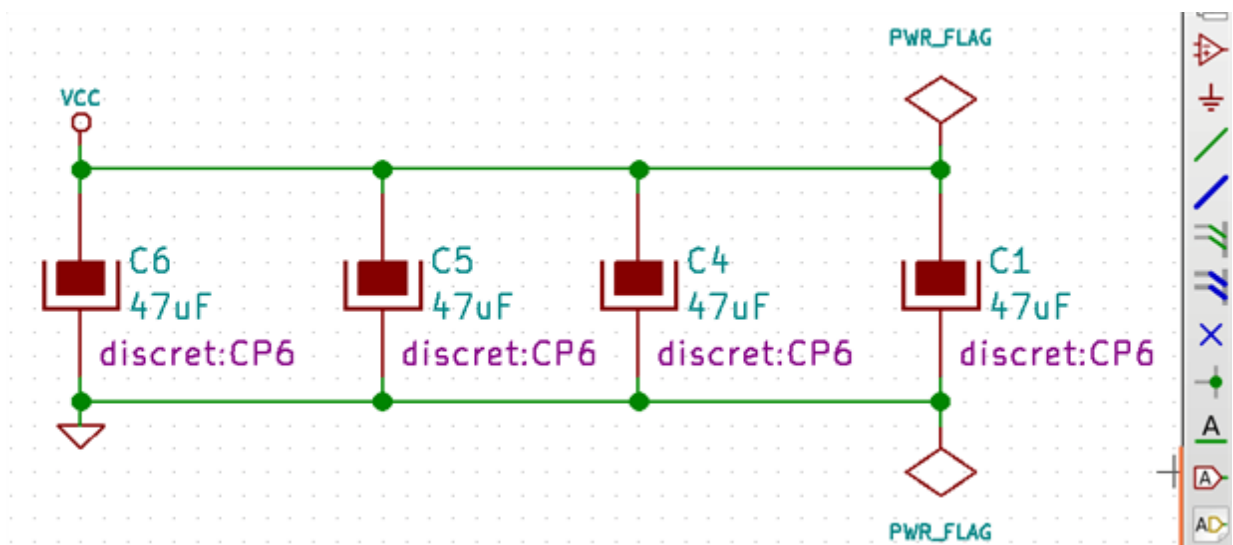 PWR_FLAG
VCC
C6
47uF
discret:CP6
C5
47uF
discret:CP6
C4
47uF
discret:CP6
C1
47uF
discret:CP6
PWR_FLAG
A
A
AD